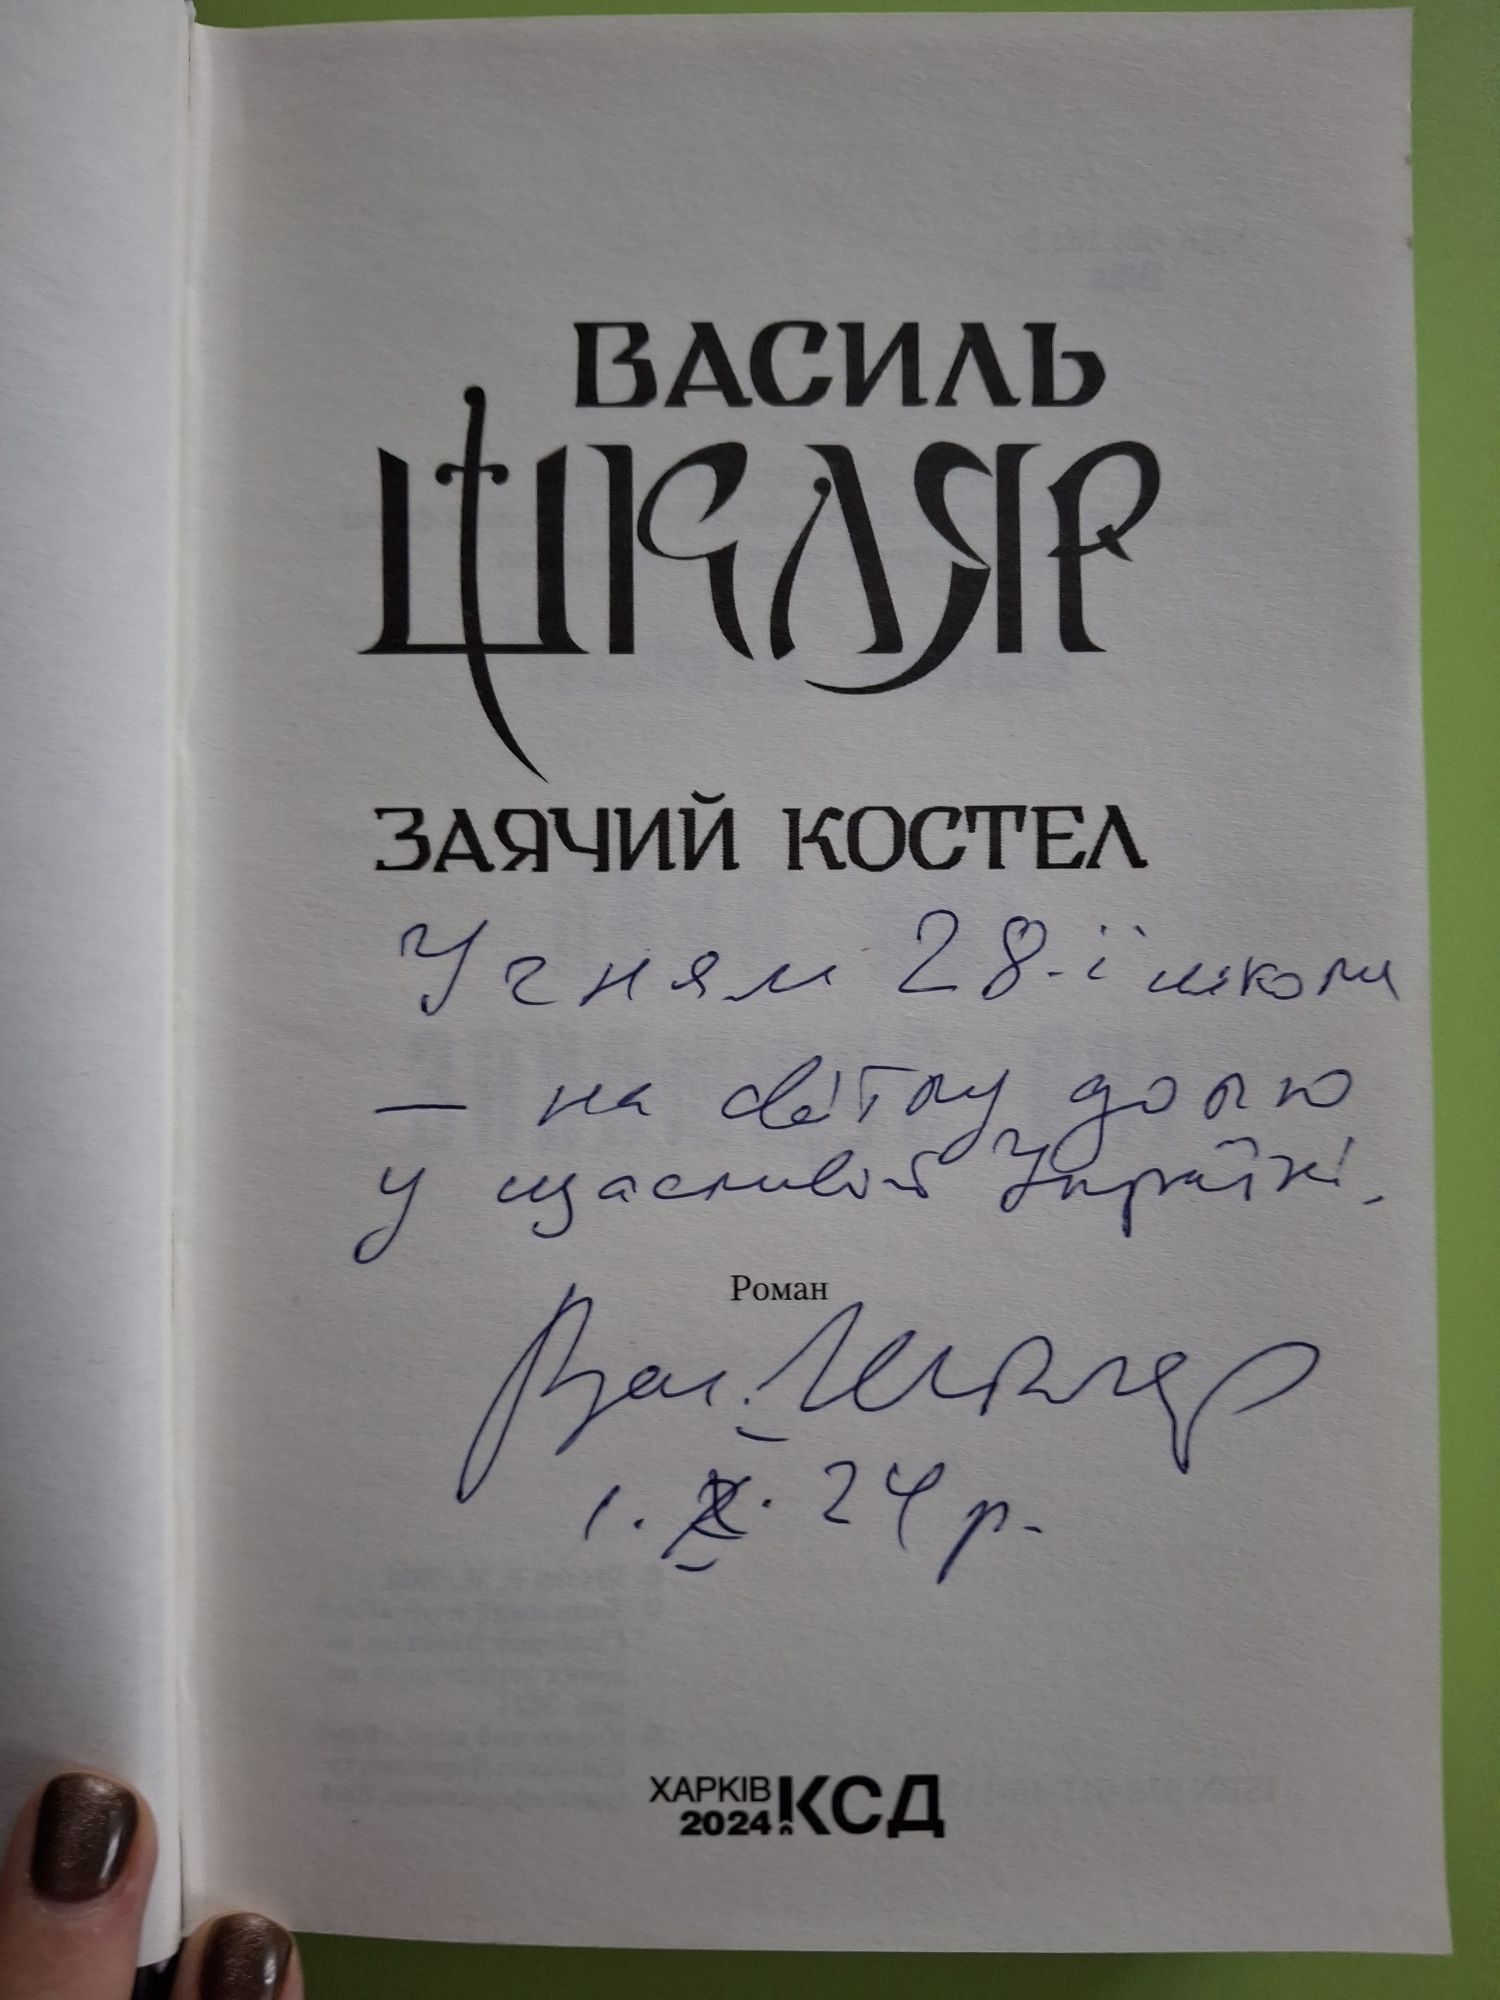 ВАСИЛЬ
ШКЛЯР
ЗАЯЧИЙ КОСТЕЛ
Учням 28-ї школи
— на світлу долю
у щасливій Україні.
Роман
Вас. Шкляр
1. X. 24 р.
ХАРКІВ КСД
2024